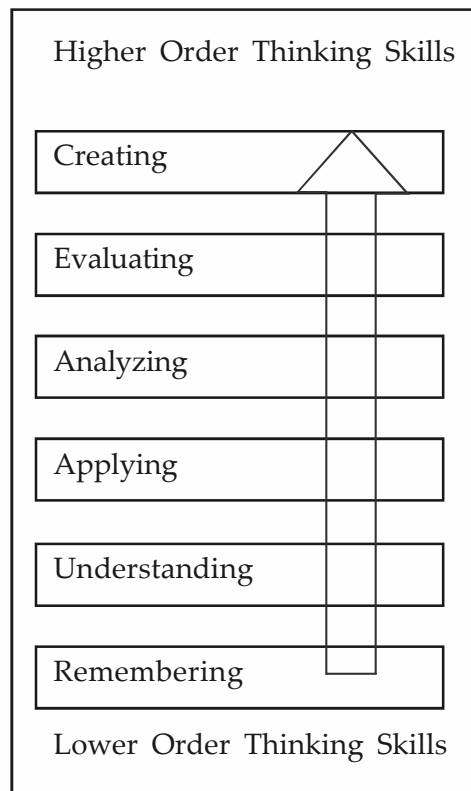 Higher Order Thinking Skills
Creating
Evaluating
Analyzing
Applying
Understanding
Remembering
Lower Order Thinking Skills